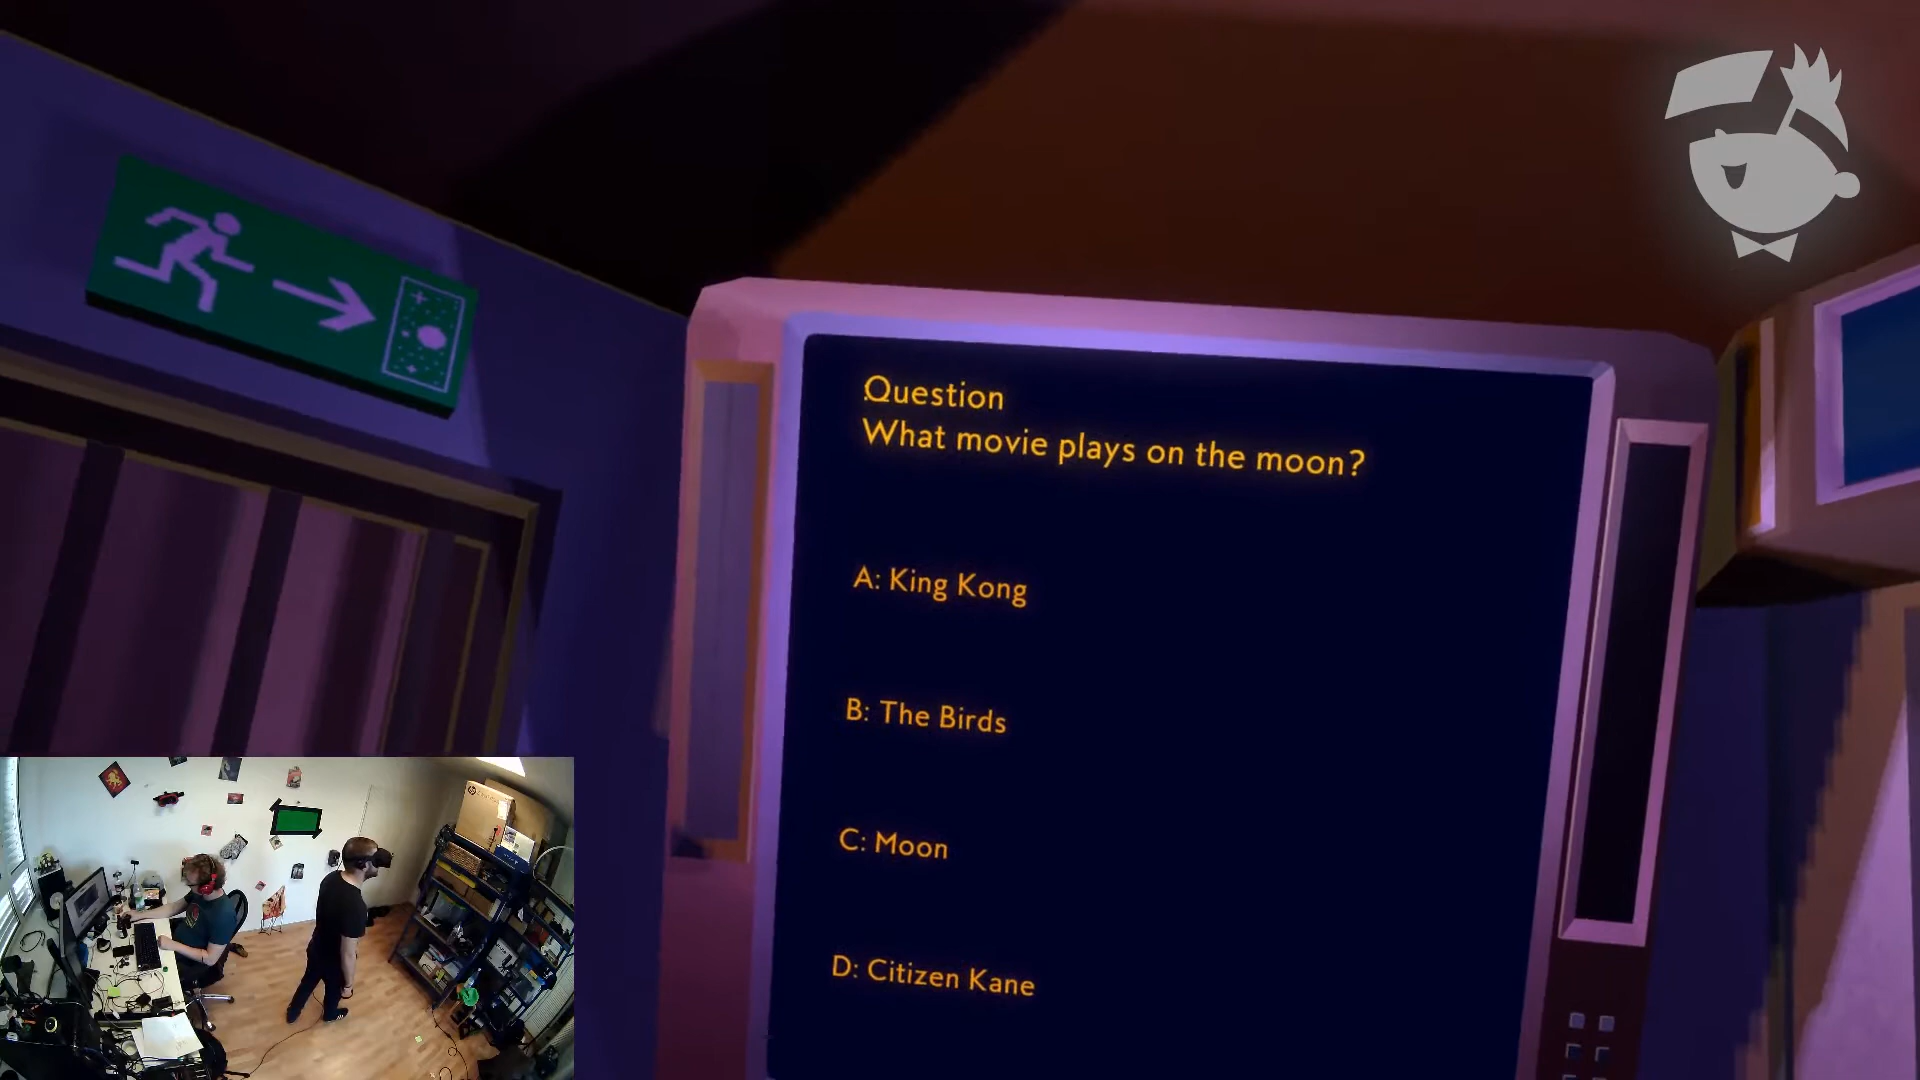 Question
What movie plays on the moon?
A: King Kong
B: The Birds
C: Moon
D: Citizen Kane